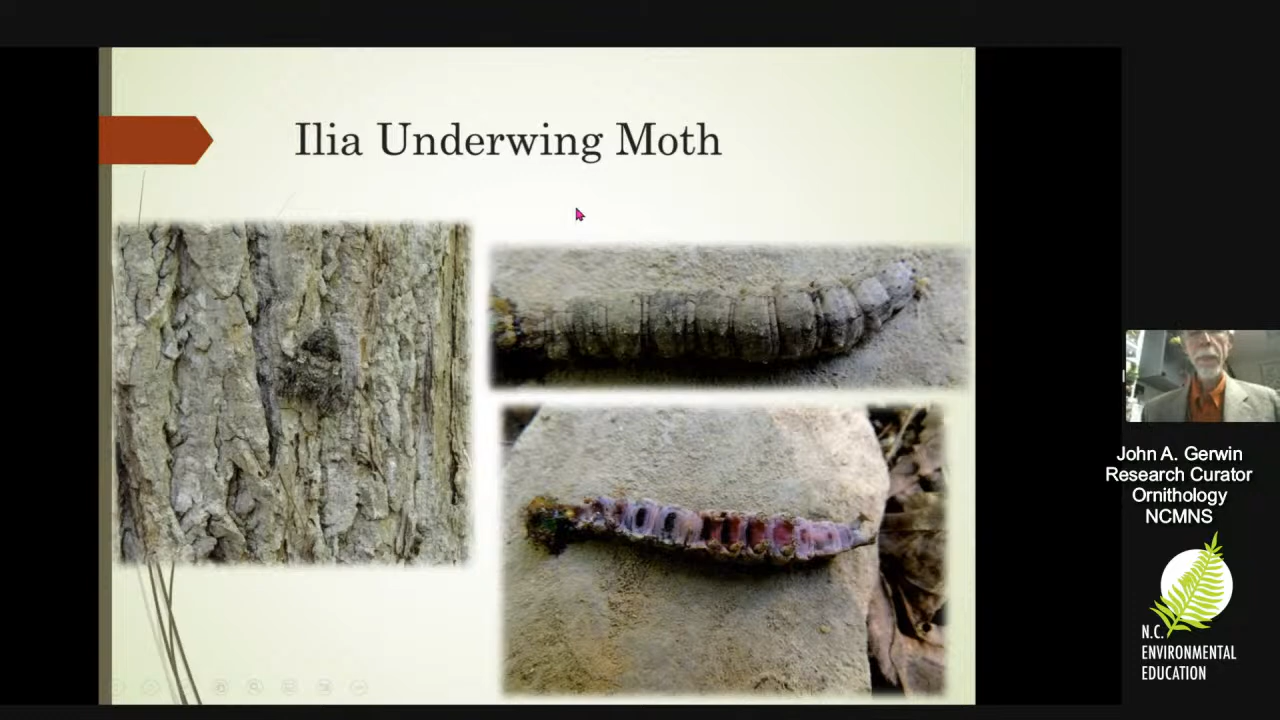 Ilia Underwing Moth
John A. Gerwin
Research Curator
Ornithology
NCMNS
N.C.
ENVIRONMENTAL
EDUCATION